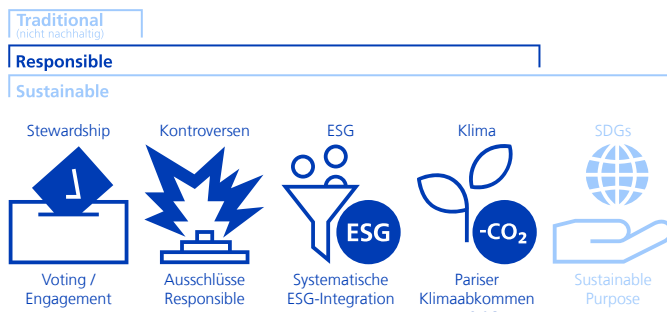 Traditional
(nicht nachhaltig)
Responsible
Sustainable
Stewardship
Kontroversen
ESG
Klima
SDGs
ESG
-CO₂
Voting /
Engagement
Ausschlüsse
Responsible
Systematische
ESG-Integration
Pariser
Klimaabkommen
Sustainable
Purpose